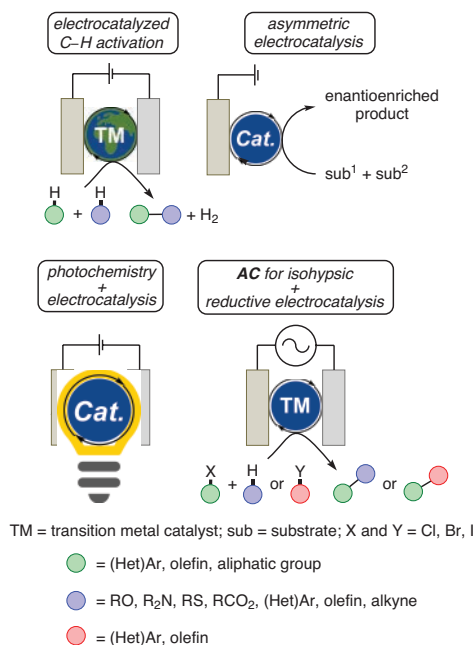 electrocatalyzed
C–H activation
TM
H
H
+
+ H₂
asymmetric
electrocatalysis
Cat.
enantioenriched
product
sub¹ + sub²
photochemistry
+
electrocatalysis
Cat.
AC for isohypsic
+
reductive electrocatalysis
TM
X
H
Y
+
or
or
TM = transition metal catalyst; sub = substrate; X and Y = Cl, Br, I
= (Het)Ar, olefin, aliphatic group
= RO, R₂N, RS, RCO₂, (Het)Ar, olefin, alkyne
= (Het)Ar, olefin